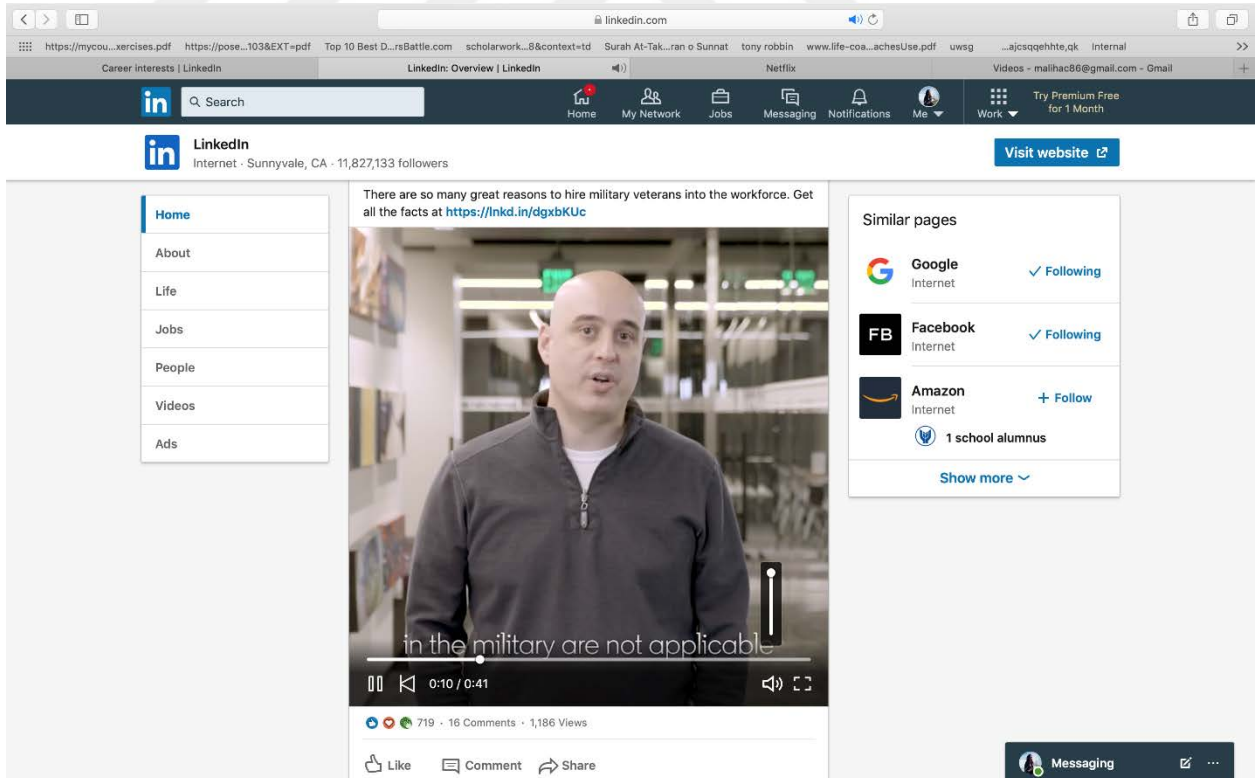 linkedin.com
https://mycou...xercises.pdf https://pose...103&EXT=pdf Top 10 Best D...rsBattle.com scholarwork...8&context=td Surah At-Tak...ran o Sunnat tony robbin www.life-coa...achesUse.pdf uwsg ...ajcsqqehhte,qk Internal >>
Career interests | LinkedIn LinkedIn: Overview | LinkedIn Netflix Videos - malihac86@gmail.com - Gmail +
in Search Home My Network Jobs Messaging Notifications Me Work Try Premium Free
for 1 Month
in LinkedIn
Internet · Sunnyvale, CA · 11,827,133 followers
Visit website
Home
About
Life
Jobs
People
Videos
Ads
There are so many great reasons to hire military veterans into the workforce. Get
all the facts at https://lnkd.in/dgxbKUc
in the military are not applicable
0:10 / 0:41
719 · 16 Comments · 1,186 Views
Like Comment Share
Similar pages
G Google
Internet
✓ Following
FB Facebook
Internet
✓ Following
Amazon
Internet
+ Follow
1 school alumnus
Show more
Messaging ...